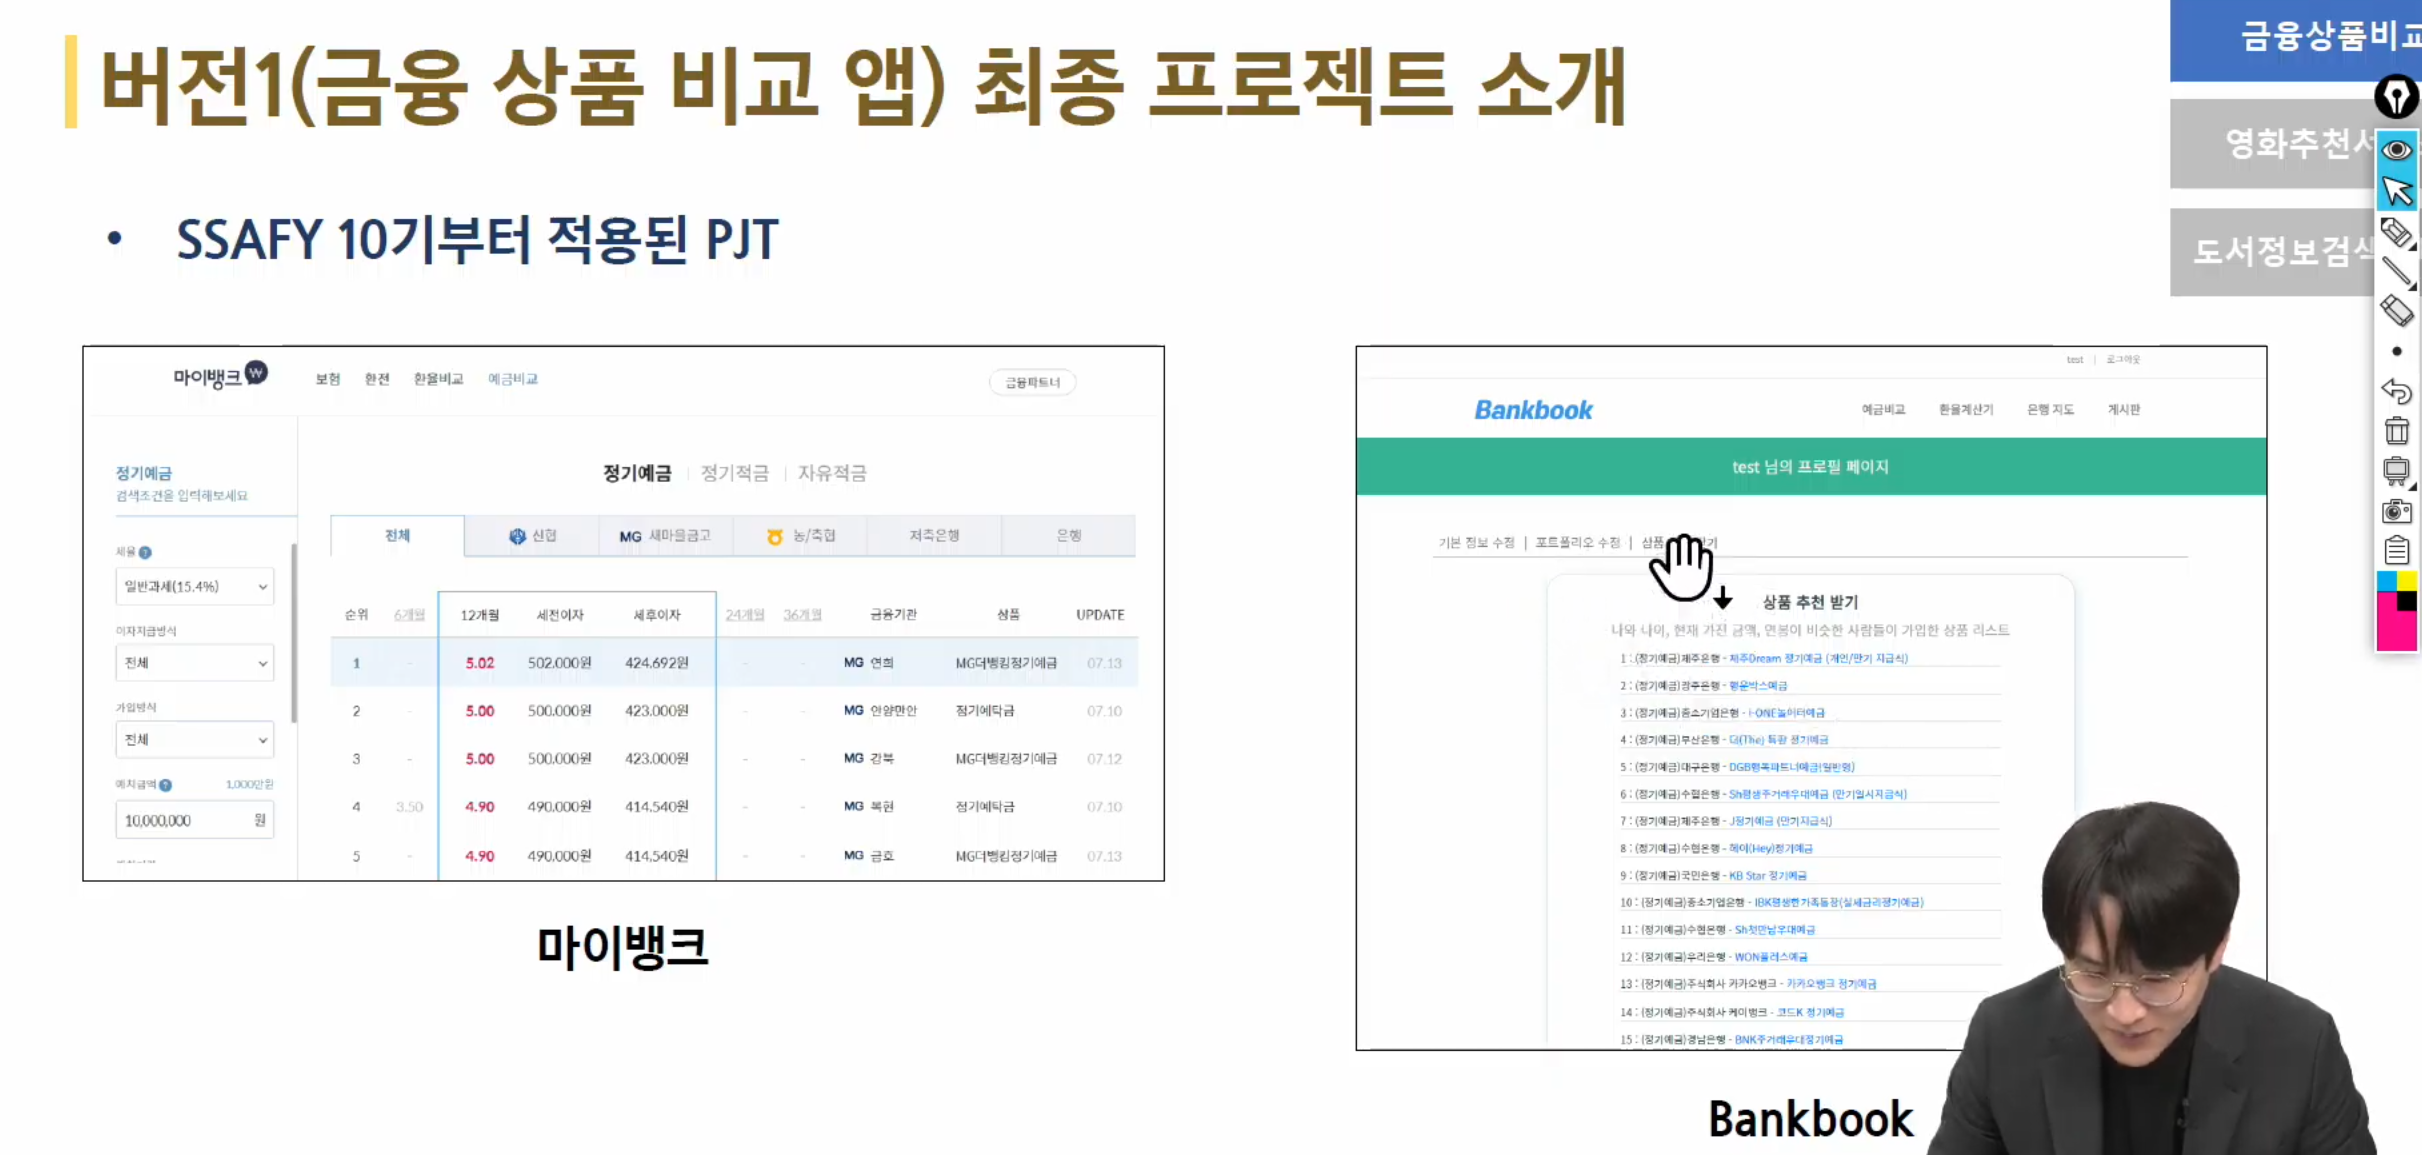 버전1(금융 상품 비교 앱) 최종 프로젝트 소개
금융상품비교
영화추천서
도서정보검색
• SSAFY 10기부터 적용된 PJT
마이뱅크
보험 환전 환율비교 예금비교
금융파트너
정기예금
검색조건을 입력해보세요
세율
일반과세(15.4%)
이자지급방식
전체
가입방식
전체
예치금액 1,000만원
10,000,000 원
정기예금 | 정기적금 | 자유적금
전체 신협 MG 새마을금고 농/축협 저축은행 은행
순위 6개월 12개월 세전이자 세후이자 24개월 36개월 금융기관 상품 UPDATE
1 - 5.02 502,000원 424,692원 - - MG 연희 MG더뱅킹정기예금 07.13
2 - 5.00 500,000원 423,000원 - - MG 안양만안 정기예탁금 07.10
3 - 5.00 500,000원 423,000원 - - MG 강북 MG더뱅킹정기예금 07.12
4 3.50 4.90 490,000원 414,540원 - - MG 복현 정기예탁금 07.10
5 - 4.90 490,000원 414,540원 - - MG 금호 MG더뱅킹정기예금 07.13
마이뱅크
test | 로그아웃
Bankbook
예금비교 환율계산기 은행 지도 게시판
test 님의 프로필 페이지
기본 정보 수정 | 포트폴리오 수정 | 상품
상품 추천 받기
나와 나이, 현재 가진 금액, 연봉이 비슷한 사람들이 가입한 상품 리스트
1 : (정기예금)제주은행 - 제주Dream 정기예금 (개인/만기 지급식)
2 : (정기예금)광주은행 - 행운박스예금
3 : (정기예금)중소기업은행 - i-ONE놀이터예금
4 : (정기예금)부산은행 - 더(The) 특판 정기예금
5 : (정기예금)대구은행 - DGB행복파트너예금(일반형)
6 : (정기예금)수협은행 - Sh평생주거래우대예금 (만기일시지급식)
7 : (정기예금)제주은행 - J정기예금 (만기지급식)
8 : (정기예금)수협은행 - 헤이(Hey)정기예금
9 : (정기예금)국민은행 - KB Star 정기예금
10 : (정기예금)중소기업은행 - IBK평생한가족통장(실세금리정기예금)
11 : (정기예금)수협은행 - Sh첫만남우대예금
12 : (정기예금)우리은행 - WON플러스예금
13 : (정기예금)주식회사 카카오뱅크 - 카카오뱅크 정기예금
14 : (정기예금)주식회사 케이뱅크 - 코드K 정기예금
15 : (정기예금)경남은행 - BNK주거래우대정기예금
Bankbook